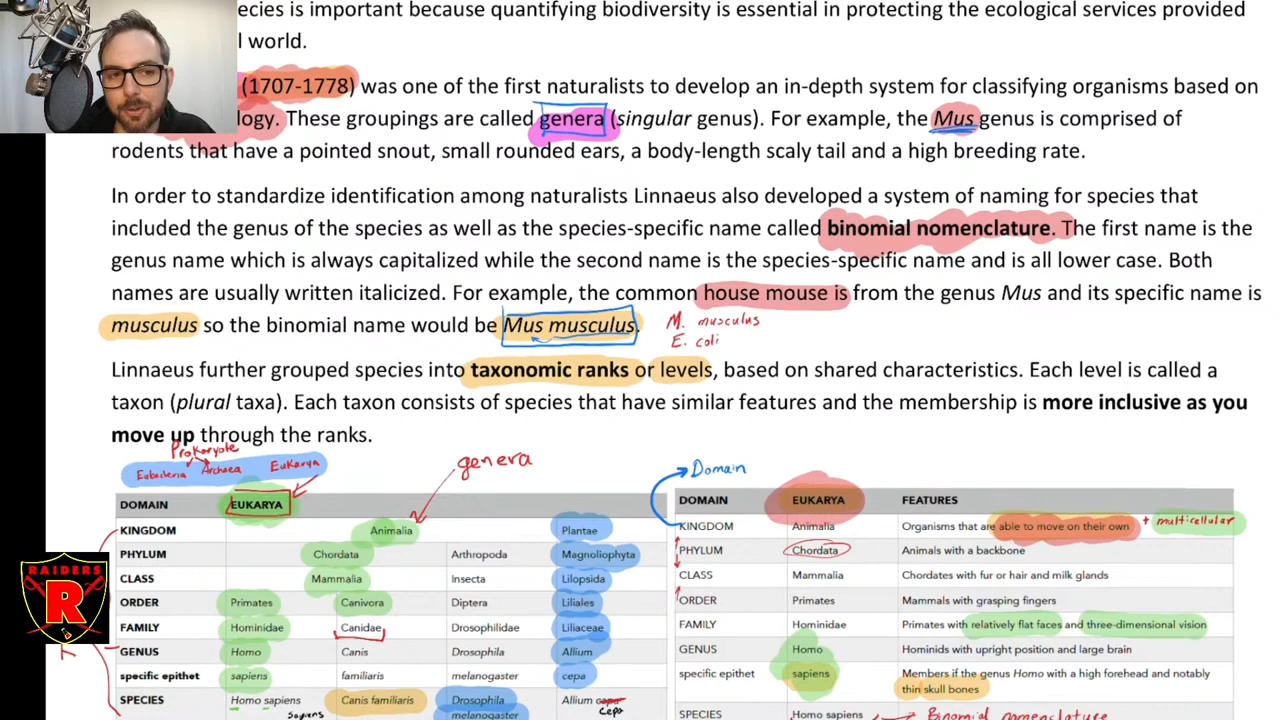 ecies is important because quantifying biodiversity is essential in protecting the ecological services provided
l world.
(1707-1778) was one of the first naturalists to develop an in-depth system for classifying organisms based on
logy. These groupings are called genera (singular genus). For example, the Mus genus is comprised of
rodents that have a pointed snout, small rounded ears, a body-length scaly tail and a high breeding rate.
In order to standardize identification among naturalists Linnaeus also developed a system of naming for species that
included the genus of the species as well as the species-specific name called binomial nomenclature. The first name is the
genus name which is always capitalized while the second name is the species-specific name and is all lower case. Both
names are usually written italicized. For example, the common house mouse is from the genus Mus and its specific name is
musculus so the binomial name would be Mus musculus.
M. musculus
E. coli
Linnaeus further grouped species into taxonomic ranks or levels, based on shared characteristics. Each level is called a
taxon (plural taxa). Each taxon consists of species that have similar features and the membership is more inclusive as you
move up through the ranks.
Prokaryote
Eubacteria Archaea Eukarya
genera
Domain
DOMAIN EUKARYA
KINGDOM Animalia Plantae
PHYLUM Chordata Arthropoda Magnoliophyta
CLASS Mammalia Insecta Lilopsida
ORDER Primates Canivora Diptera Liliales
FAMILY Hominidae Canidae Drosophilidae Liliaceae
GENUS Homo Canis Drosophila Allium
specific epithet sapiens familiaris melanogaster cepa
SPECIES Homo sapiens Canis familiaris Drosophila melanogaster Allium cepa
Sapiens
cepa
DOMAIN EUKARYA FEATURES
KINGDOM Animalia Organisms that are able to move on their own + multicellular
PHYLUM Chordata Animals with a backbone
CLASS Mammalia Chordates with fur or hair and milk glands
ORDER Primates Mammals with grasping fingers
FAMILY Hominidae Primates with relatively flat faces and three-dimensional vision
GENUS Homo Hominids with upright position and large brain
specific epithet sapiens Members if the genus Homo with a high forehead and notably
thin skull bones
SPECIES Homo sapiens Binomial nomenclature
RAIDERS
R